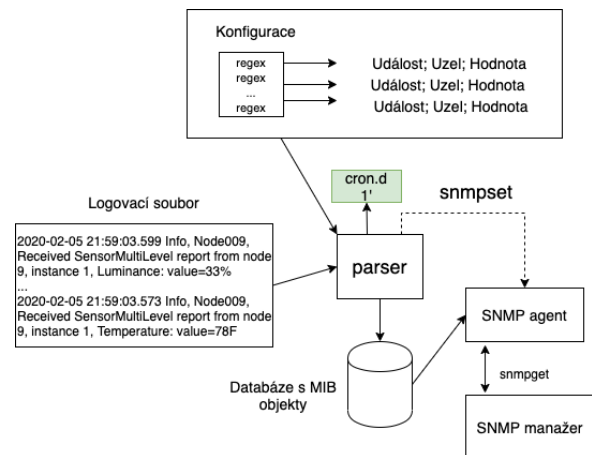 Konfigurace
regex
regex
...
regex
Událost; Uzel; Hodnota
Událost; Uzel; Hodnota
Událost; Uzel; Hodnota
cron.d
1'
snmpset
Logovací soubor
2020-02-05 21:59:03.599 Info, Node009,
Received SensorMultiLevel report from node
9, instance 1, Luminance: value=33%
...
2020-02-05 21:59:03.573 Info, Node009,
Received SensorMultiLevel report from node
9, instance 1, Temperature: value=78F
parser
SNMP agent
Databáze s MIB
objekty
snmpget
SNMP manažer